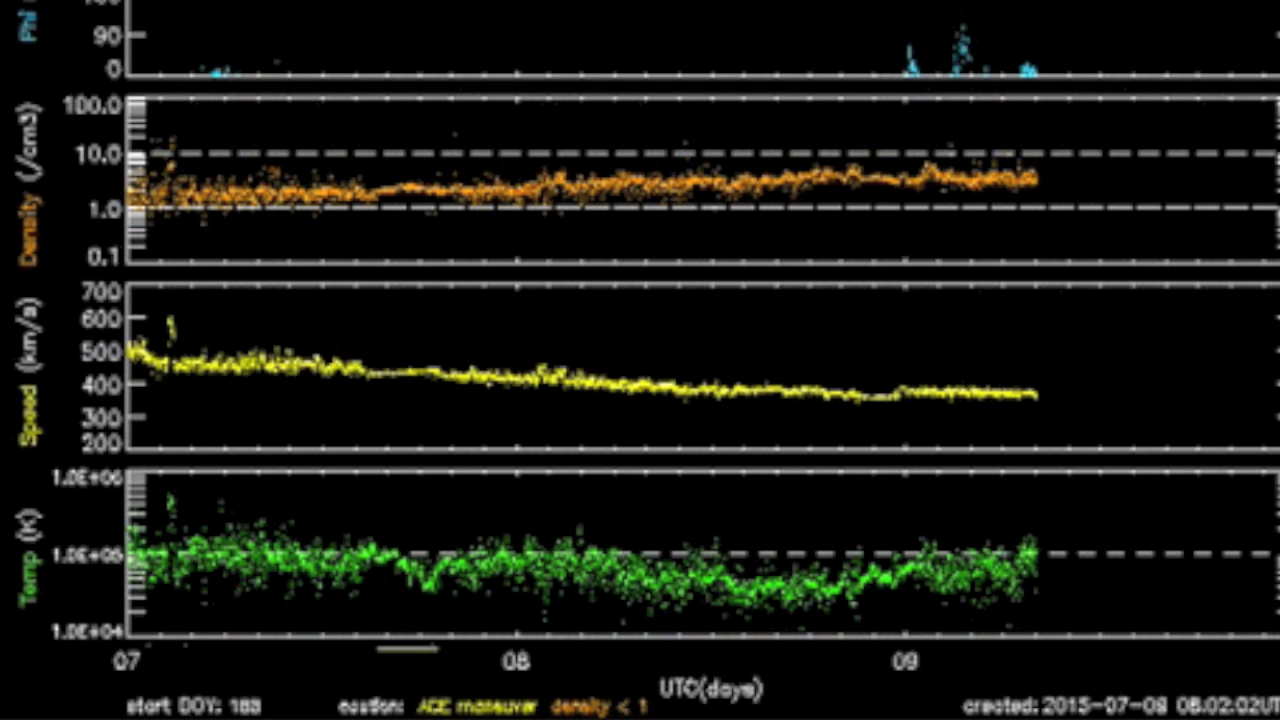 Phi
90
0
Density (/cm3)
100.0
10.0
1.0
0.1
Speed (km/s)
700
600
500
400
300
200
Temp (K)
1.0E+06
1.0E+05
1.0E+04
07 08 09
UTC(days)
start DOY: caution: ACE maneuver density < 1 created: 2015-07-09